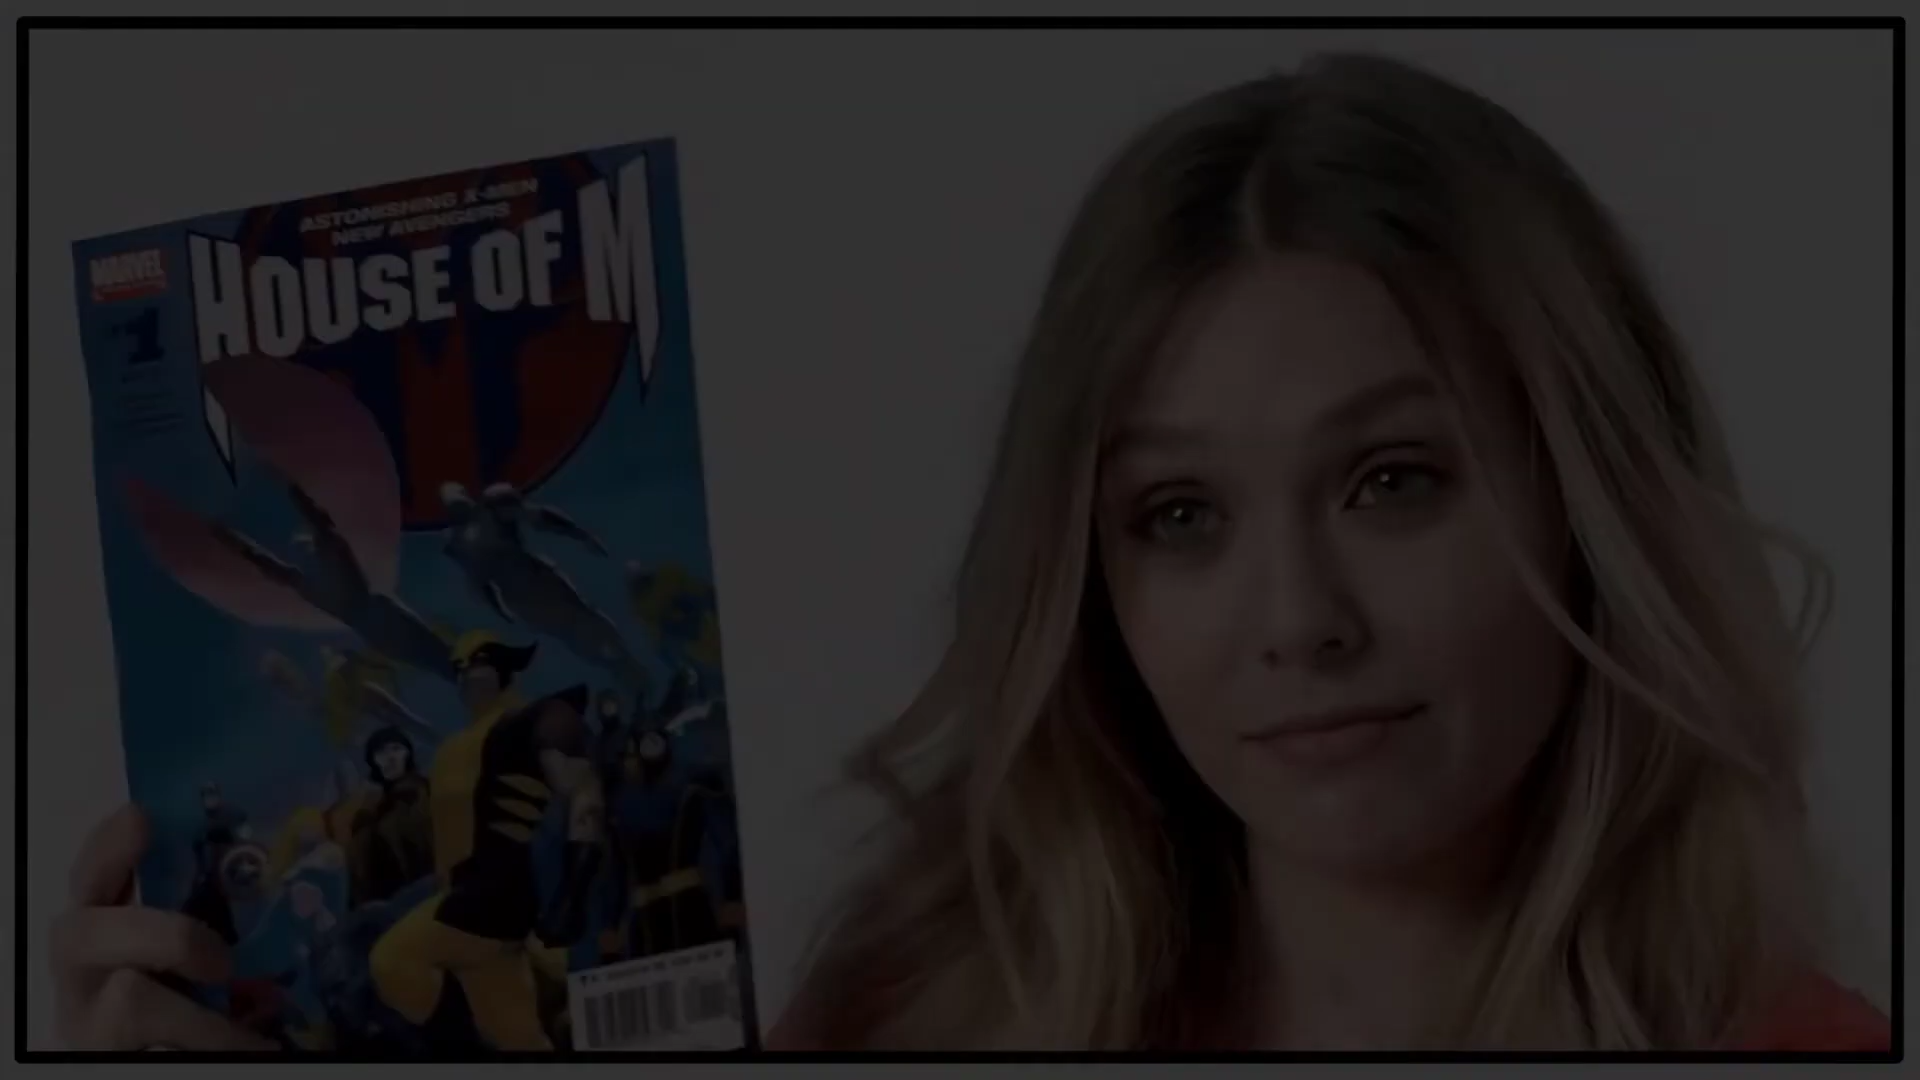 ASTONISHING X-MEN
NEW AVENGERS
HOUSE OF M
MARVEL
#1